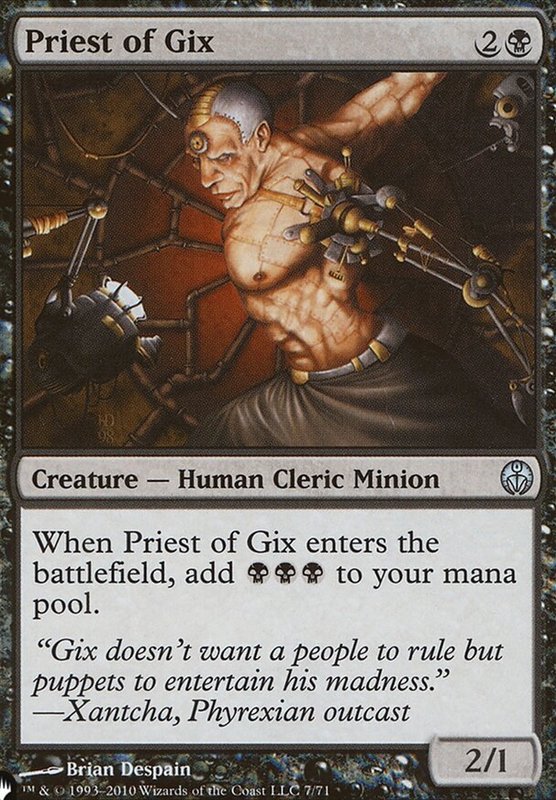 Priest of Gix 2
Creature — Human Cleric Minion
When Priest of Gix enters the
battlefield, add to your mana
pool.
“Gix doesn’t want a people to rule but
puppets to entertain his madness.”
—Xantcha, Phyrexian outcast
2/1
Brian Despain
™ & © 1993–2010 Wizards of the Coast LLC 7/71